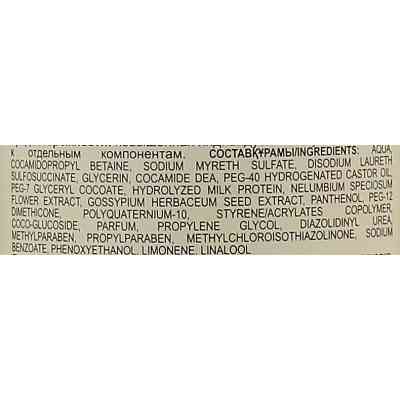 к отдельным компонентам. СОСТАВ/ҚҰРАМЫ/INGREDIENTS: AQUA,
COCAMIDOPROPYL BETAINE, SODIUM MYRETH SULFATE, DISODIUM LAURETH
SULFOSUCCINATE, GLYCERIN, COCAMIDE DEA, PEG-40 HYDROGENATED CASTOR OIL,
PEG-7 GLYCERYL COCOATE, HYDROLYZED MILK PROTEIN, NELUMBIUM SPECIOSUM
FLOWER EXTRACT, GOSSYPIUM HERBACEUM SEED EXTRACT, PANTHENOL, PEG-12
DIMETHICONE, POLYQUATERNIUM-10, STYRENE/ACRYLATES COPOLYMER,
COCO-GLUCOSIDE, PARFUM, PROPYLENE GLYCOL, DIAZOLIDINYL UREA,
METHYLPARABEN, PROPYLPARABEN, METHYLCHLOROISOTHIAZOLINONE, SODIUM
BENZOATE, PHENOXYETHANOL, LIMONENE, LINALOOL